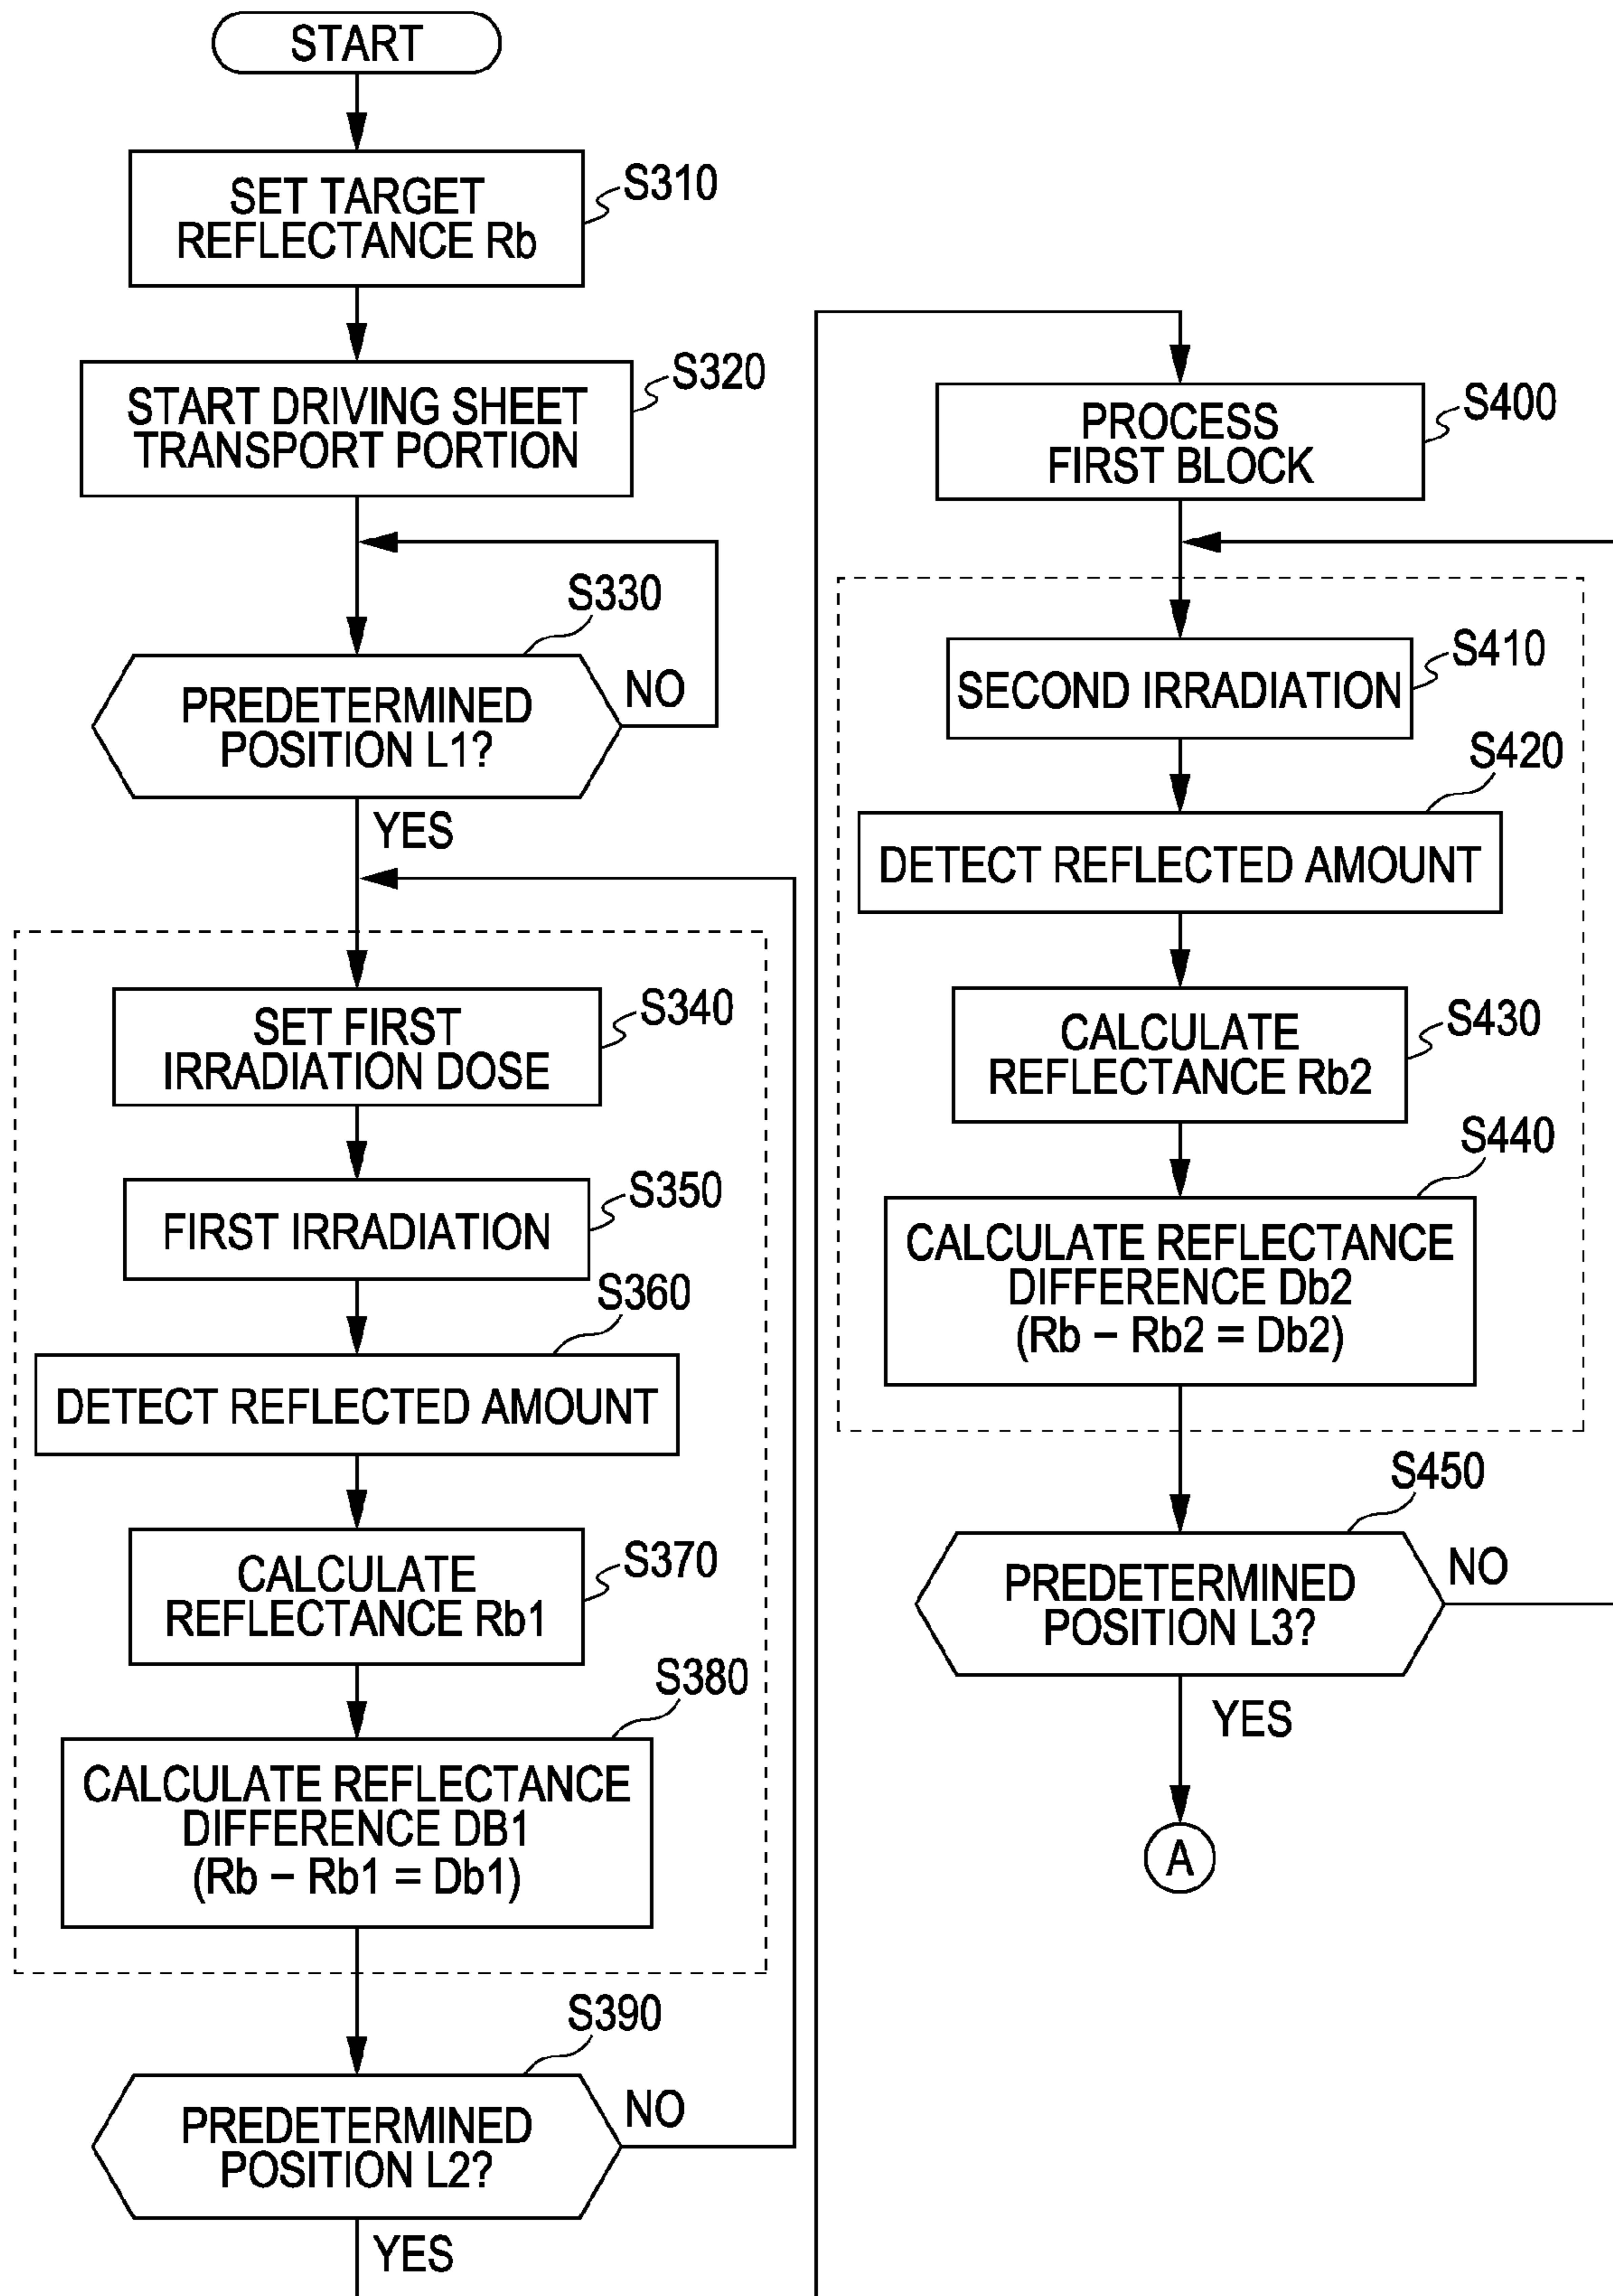 START
SET TARGET
REFLECTANCE Rb
S310
START DRIVING SHEET
TRANSPORT PORTION
S320
S330
PREDETERMINED
POSITION L1?
NO
YES
SET FIRST
IRRADIATION DOSE
S340
FIRST IRRADIATION
S350
S360
DETECT REFLECTED AMOUNT
CALCULATE
REFLECTANCE Rb1
S370
S380
CALCULATE REFLECTANCE
DIFFERENCE DB1
(Rb – Rb1 = Db1)
S390
PREDETERMINED
POSITION L2?
NO
YES
PROCESS
FIRST BLOCK
S400
SECOND IRRADIATION
S410
S420
DETECT REFLECTED AMOUNT
CALCULATE
REFLECTANCE Rb2
S430
S440
CALCULATE REFLECTANCE
DIFFERENCE Db2
(Rb – Rb2 = Db2)
S450
PREDETERMINED
POSITION L3?
NO
YES
A